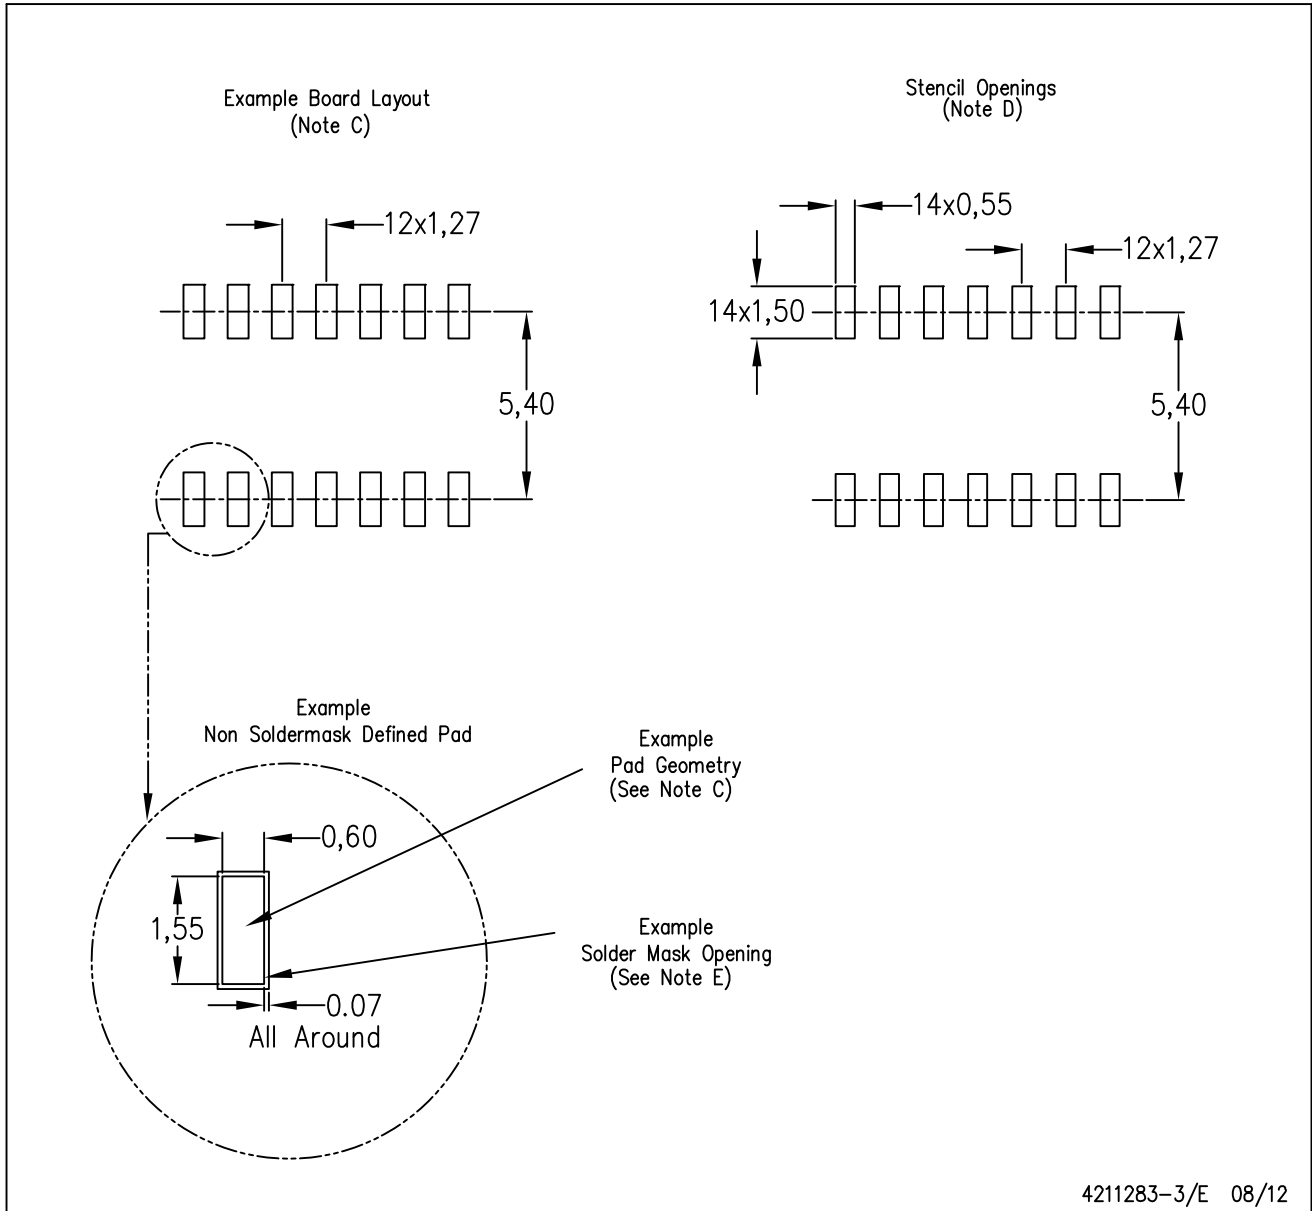 Example Board Layout
(Note C)
12x1,27
5,40
Stencil Openings
(Note D)
14x0,55
12x1,27
14x1,50
5,40
Example
Non Soldermask Defined Pad
0,60
1,55
0.07
All Around
Example
Pad Geometry
(See Note C)
Example
Solder Mask Opening
(See Note E)
4211283-3/E 08/12